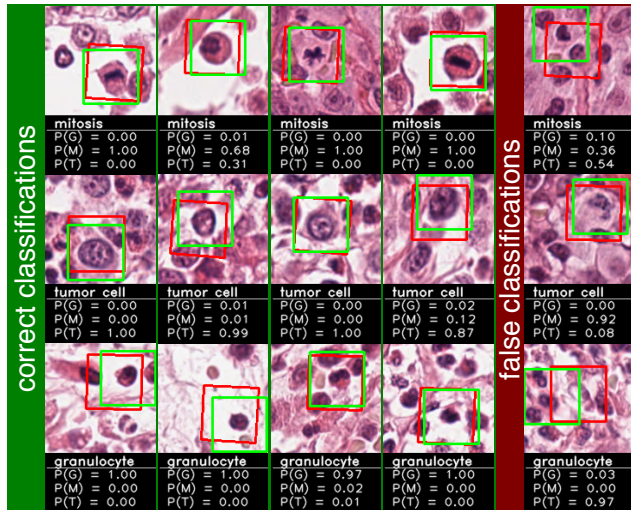 correct classifications
false classifications
mitosis
P(G) = 0.00
P(M) = 1.00
P(T) = 0.00
mitosis
P(G) = 0.01
P(M) = 0.68
P(T) = 0.31
mitosis
P(G) = 0.00
P(M) = 1.00
P(T) = 0.00
mitosis
P(G) = 0.00
P(M) = 1.00
P(T) = 0.00
mitosis
P(G) = 0.10
P(M) = 0.36
P(T) = 0.54
tumor cell
P(G) = 0.00
P(M) = 0.00
P(T) = 1.00
tumor cell
P(G) = 0.01
P(M) = 0.01
P(T) = 0.99
tumor cell
P(G) = 0.00
P(M) = 0.00
P(T) = 1.00
tumor cell
P(G) = 0.02
P(M) = 0.12
P(T) = 0.87
tumor cell
P(G) = 0.00
P(M) = 0.92
P(T) = 0.08
granulocyte
P(G) = 1.00
P(M) = 0.00
P(T) = 0.00
granulocyte
P(G) = 1.00
P(M) = 0.00
P(T) = 0.00
granulocyte
P(G) = 0.97
P(M) = 0.02
P(T) = 0.01
granulocyte
P(G) = 1.00
P(M) = 0.00
P(T) = 0.00
granulocyte
P(G) = 0.03
P(M) = 0.00
P(T) = 0.97